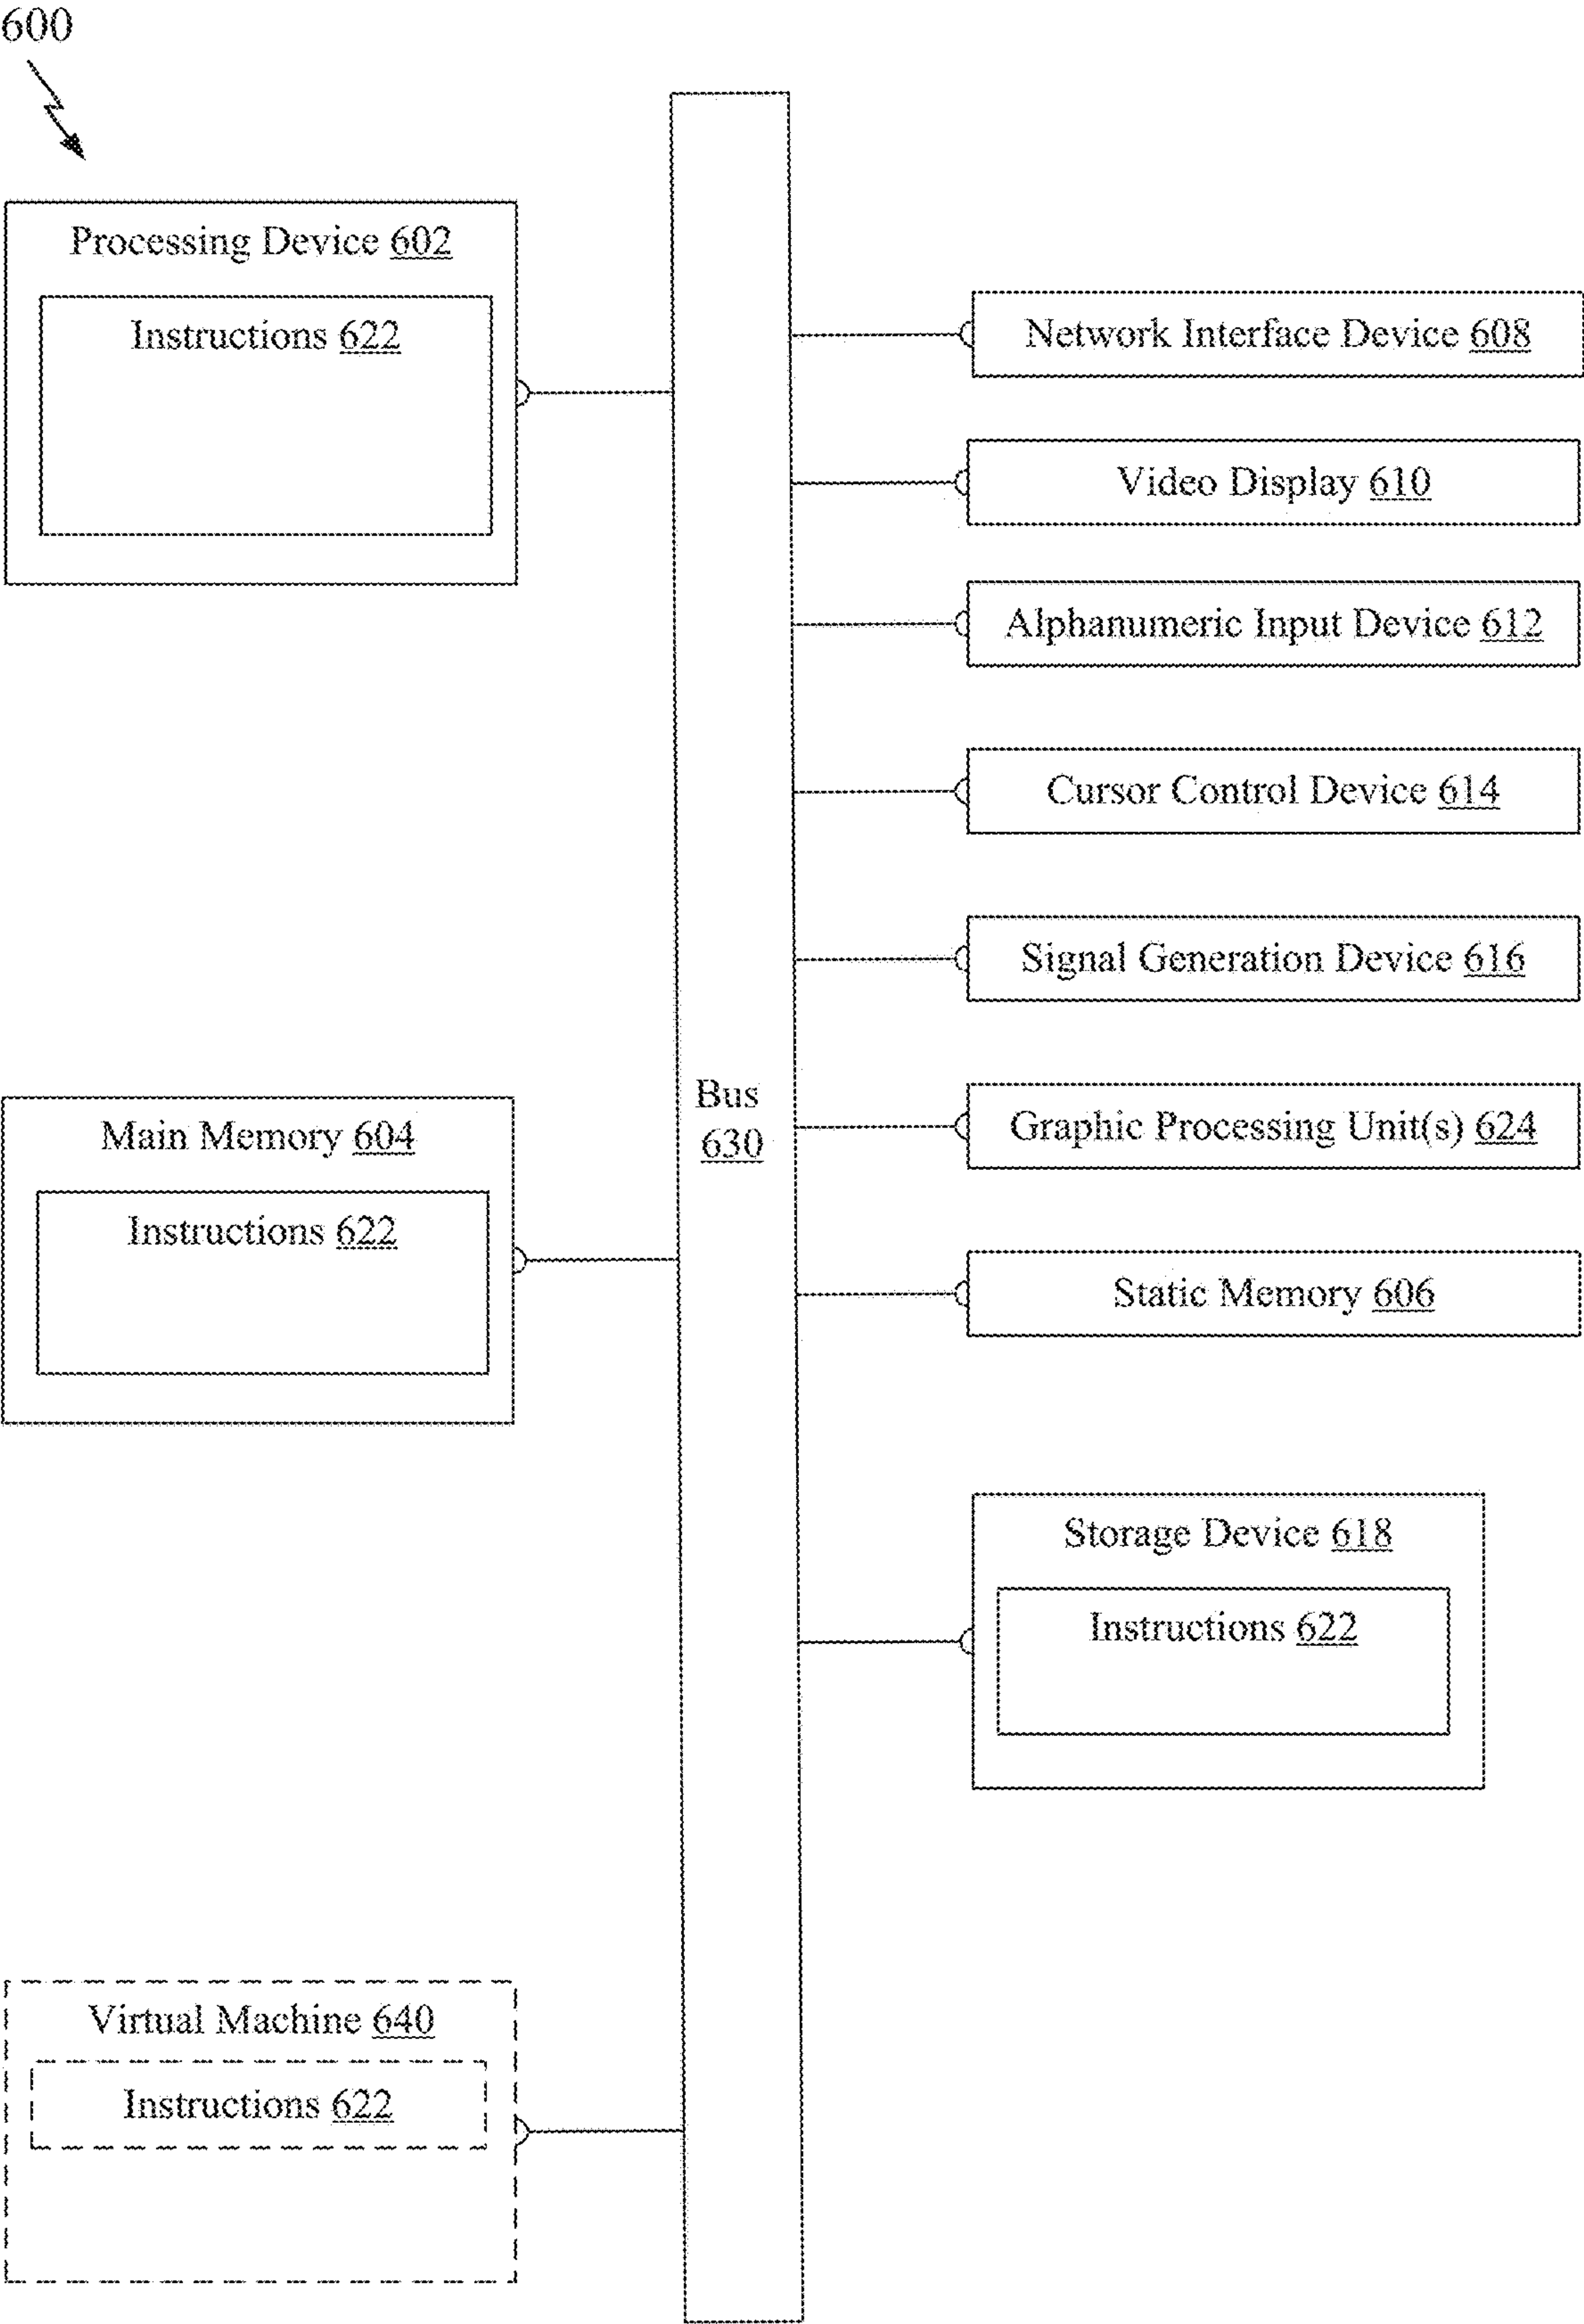 600
Processing Device 602
Instructions 622
Main Memory 604
Instructions 622
Virtual Machine 640
Instructions 622
Bus
630
Network Interface Device 608
Video Display 610
Alphanumeric Input Device 612
Cursor Control Device 614
Signal Generation Device 616
Graphic Processing Unit(s) 624
Static Memory 606
Storage Device 618
Instructions 622